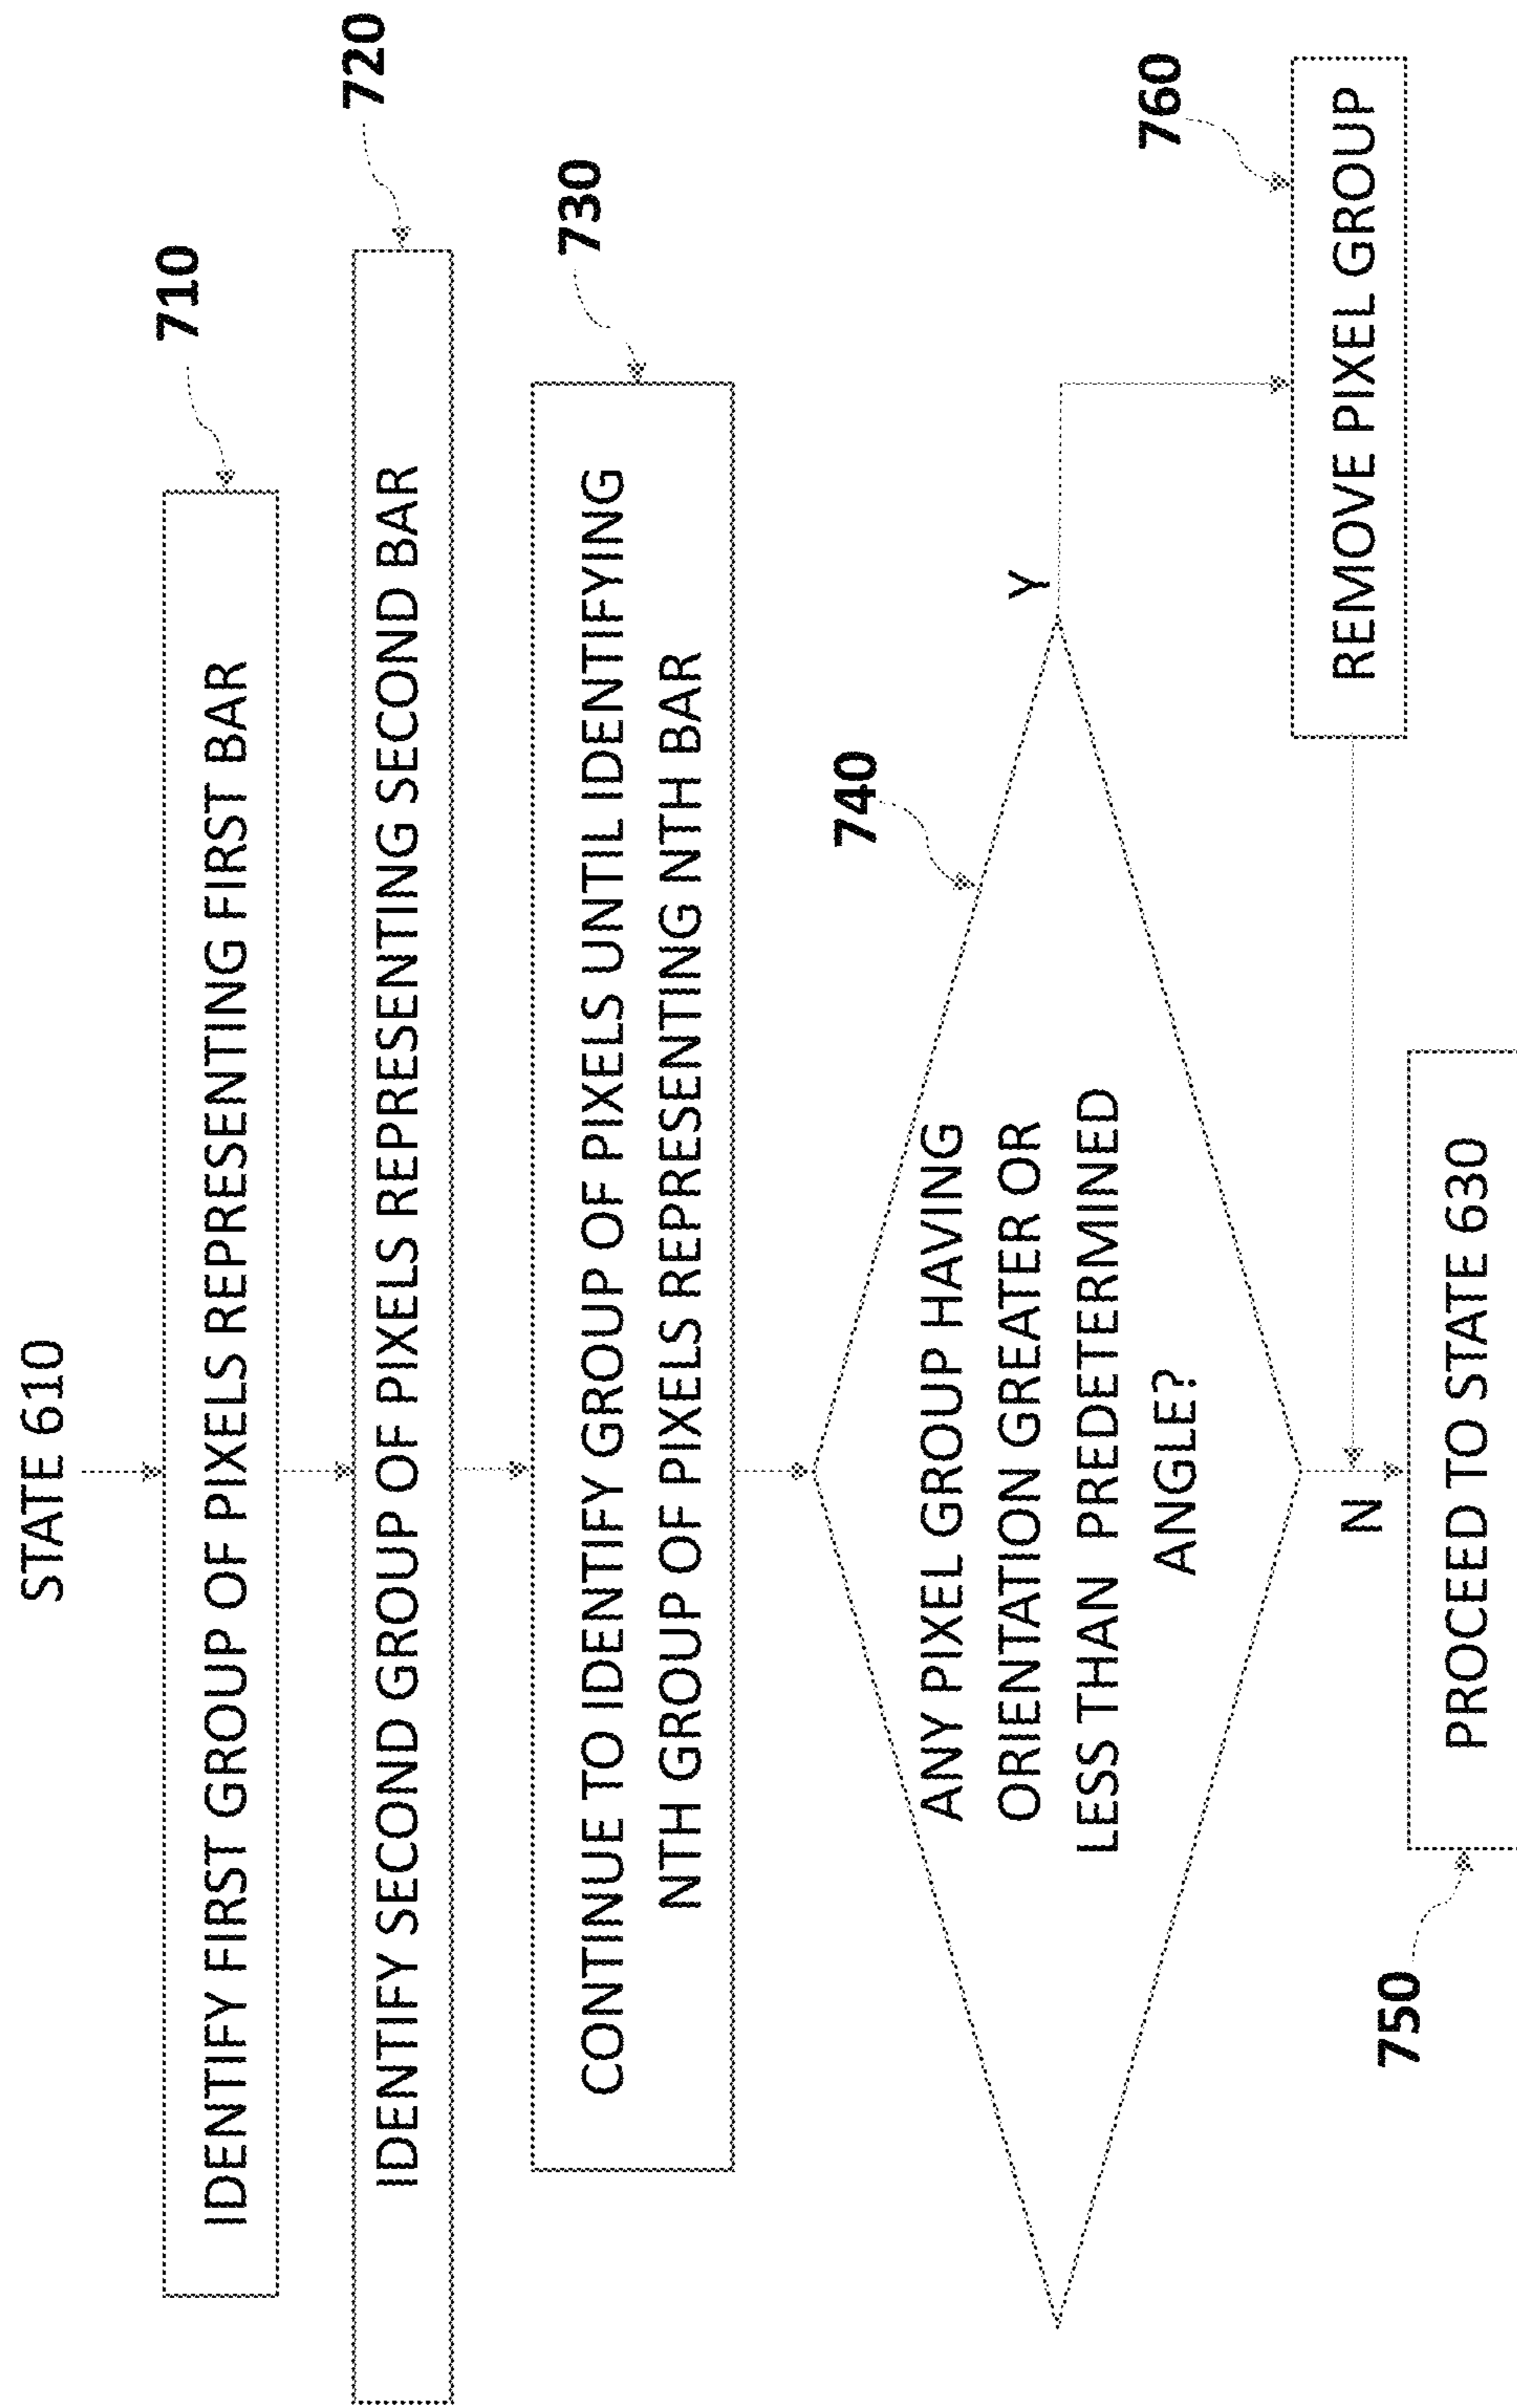 STATE 610
710
IDENTIFY FIRST GROUP OF PIXELS REPRESENTING FIRST BAR
720
IDENTIFY SECOND GROUP OF PIXELS REPRESENTING SECOND BAR
730
CONTINUE TO IDENTIFY GROUP OF PIXELS UNTIL IDENTIFYING
NTH GROUP OF PIXELS REPRESENTING NTH BAR
740
ANY PIXEL GROUP HAVING
ORIENTATION GREATER OR
LESS THAN PREDETERMINED
ANGLE?
Y
760
REMOVE PIXEL GROUP
N
750
PROCEED TO STATE 630